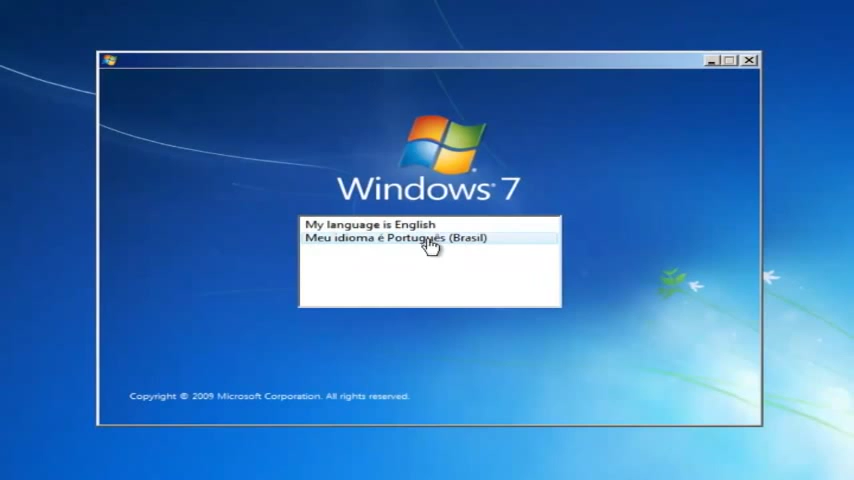 Windows 7
My language is English
Meu idioma é Português (Brasil)
Copyright © 2009 Microsoft Corporation. All rights reserved.